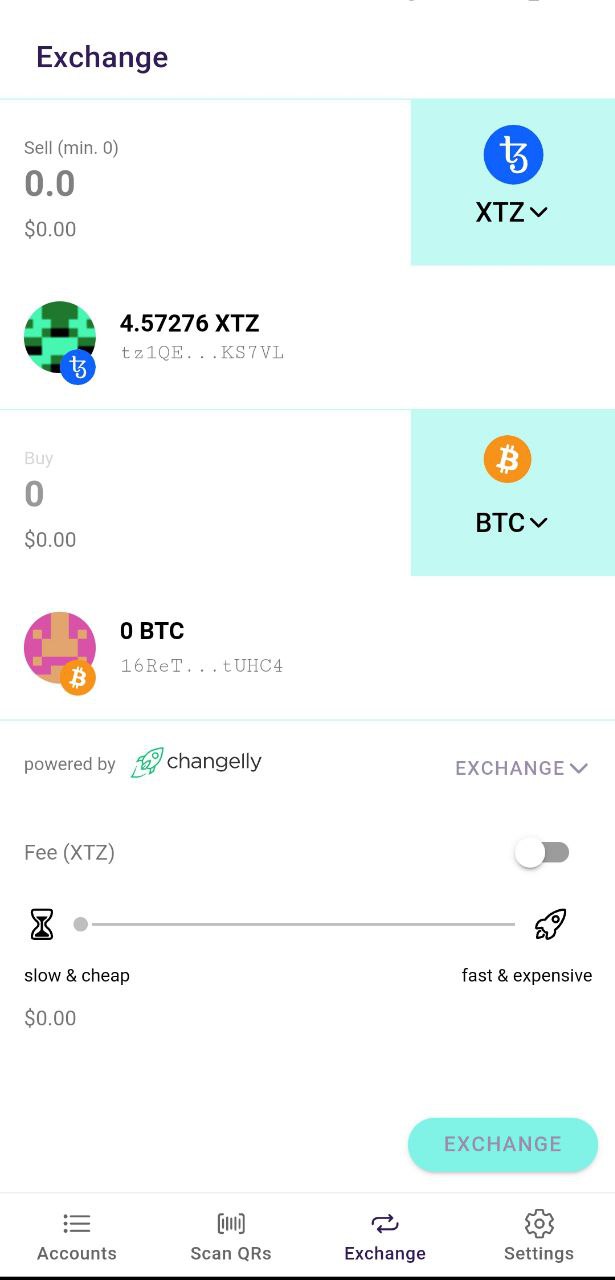 Exchange
Sell (min. 0)
0.0
$0.00
XTZ
4.57276 XTZ
tz1QE...KS7VL
Buy
0
$0.00
BTC
0 BTC
16ReT...tUHC4
powered by changelly
EXCHANGE
Fee (XTZ)
slow & cheap
fast & expensive
$0.00
EXCHANGE
Accounts
Scan QRs
Exchange
Settings